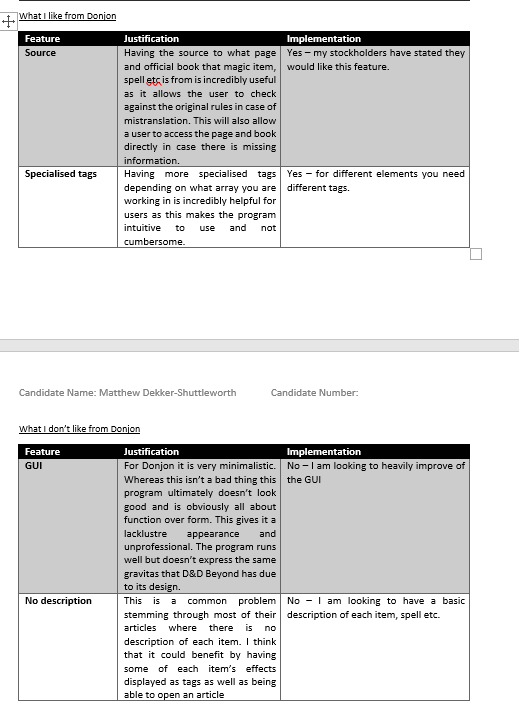 What I like from Donjon
Feature Justification Implementation
Source Having the source to what page Yes – my stockholders have stated they
and official book that magic item, would like this feature.
spell etc is from is incredibly useful
as it allows the user to check
against the original rules in case of
mistranslation. This will also allow
a user to access the page and book
directly in case there is missing
information.
Specialised tags Having more specialised tags Yes – for different elements you need
depending on what array you are different tags.
working in is incredibly helpful for
users as this makes the program
intuitive to use and not
cumbersome.
Candidate Name: Matthew Dekker-Shuttleworth Candidate Number:
What I don't like from Donjon
Feature Justification Implementation
GUI For Donjon it is very minimalistic. No – I am looking to heavily improve of
Whereas this isn't a bad thing this the GUI
program ultimately doesn't look
good and is obviously all about
function over form. This gives it a
lacklustre appearance and
unprofessional. The program runs
well but doesn't express the same
gravitas that D&D Beyond has due
to its design.
No description This is a common problem No – I am looking to have a basic
stemming through most of their description of each item, spell etc.
articles where there is no
description of each item. I think
that it could benefit by having
some of each item's effects
displayed as tags as well as being
able to open an article